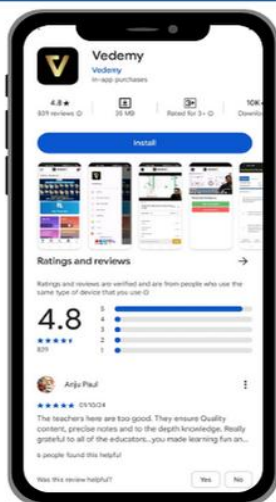 Vedemy
Vedemy
in-app purchases
4.8★
839 reviews
35 MB
Rated for 3+
10K+
Downlo
Install
Ratings and reviews
Ratings and reviews are verified and are from people who use the
same type of device that you use
4.8
5
4
3
2
1
839
Anju Paul
01/10/24
The teachers here are too good. They ensure Quality
content, precise notes and to the depth knowledge. Really
grateful to all of the educators...you made learning fun an...
people found this helpful
Was this review helpful?
Yes
No